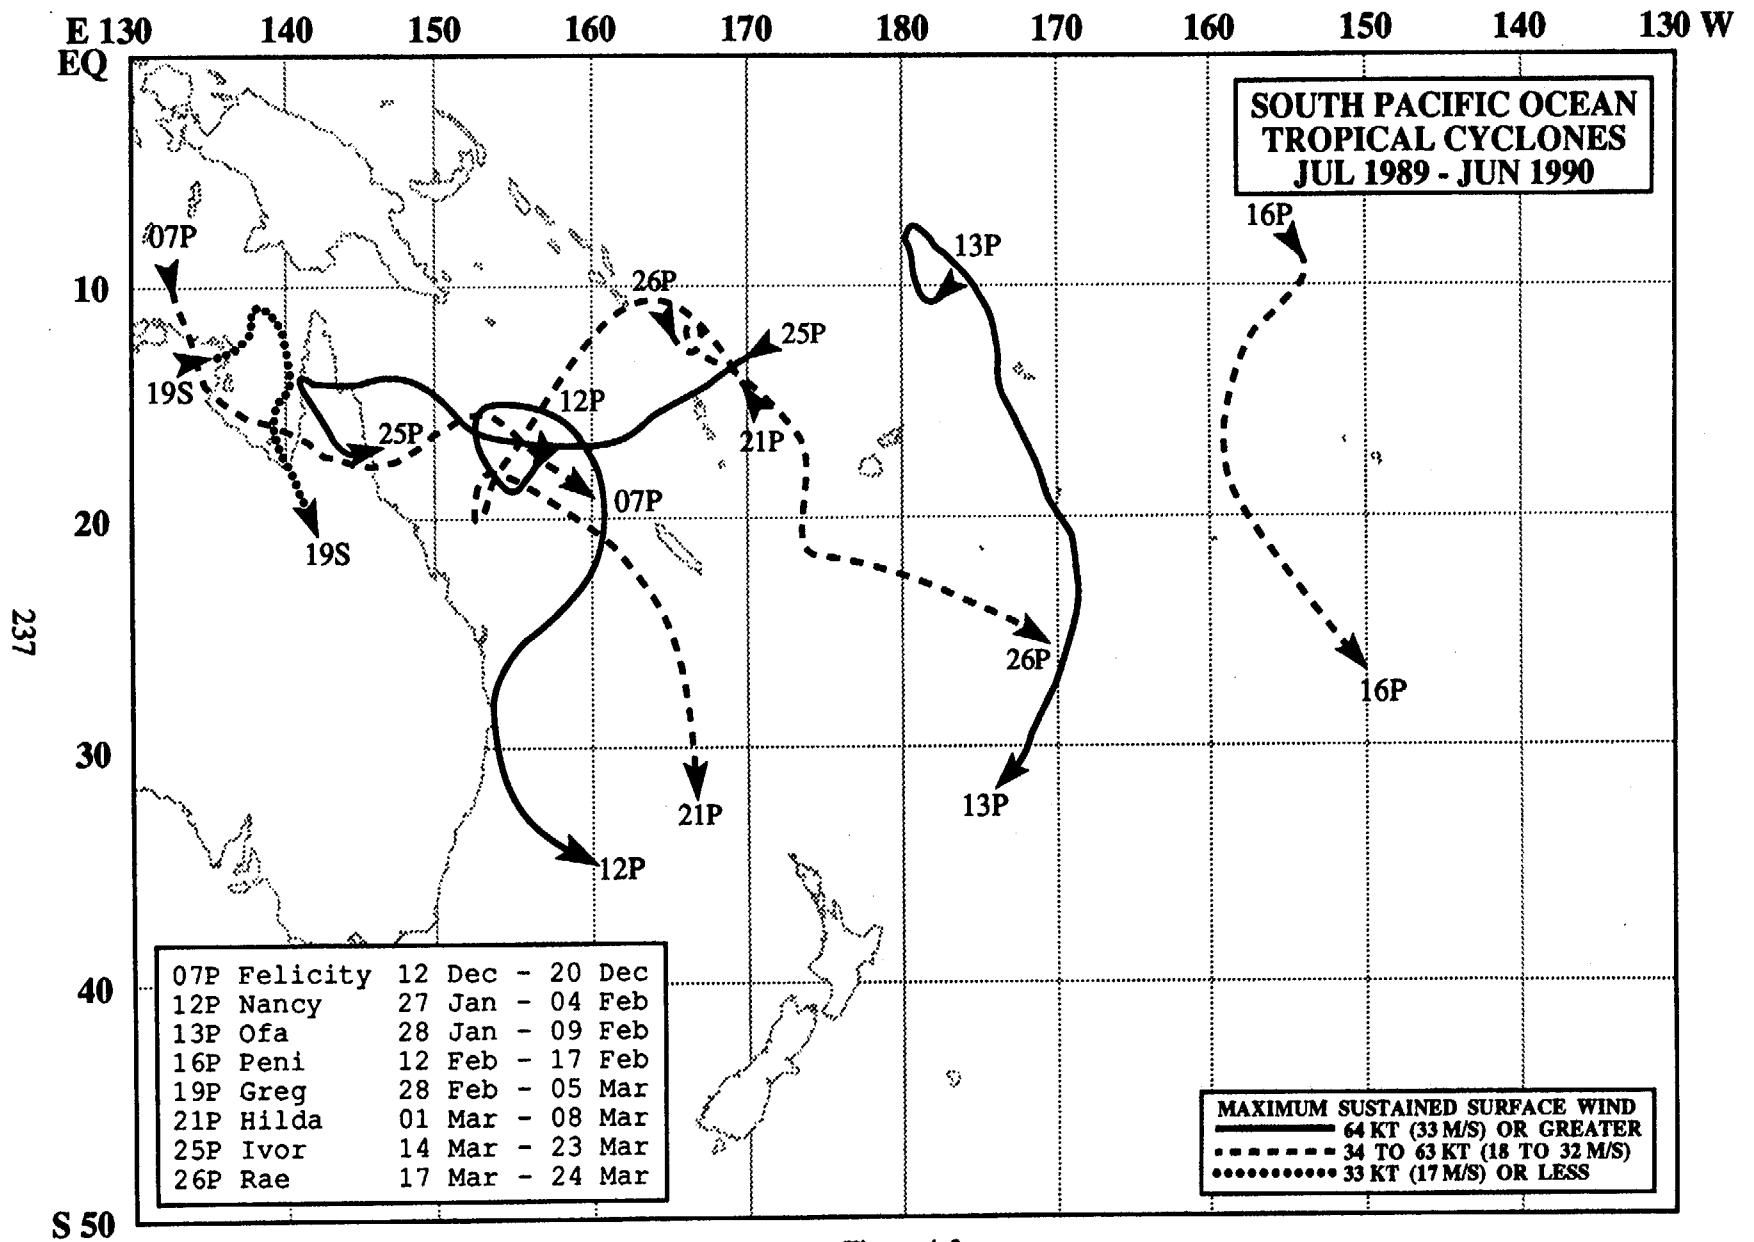 E 130 140 150 160 170 180 170 160 150 140 130 W
EQ
SOUTH PACIFIC OCEAN
TROPICAL CYCLONES
JUL 1989 - JUN 1990
16P
07P
13P
26P
10
25P
19S
12P
25P
21P
07P
20
19S
237
26P
16P
30
13P
21P
12P
07P Felicity 12 Dec - 20 Dec
12P Nancy 27 Jan - 04 Feb
13P Ofa 28 Jan - 09 Feb
16P Peni 12 Feb - 17 Feb
19P Greg 28 Feb - 05 Mar
21P Hilda 01 Mar - 08 Mar
25P Ivor 14 Mar - 23 Mar
26P Rae 17 Mar - 24 Mar
40
MAXIMUM SUSTAINED SURFACE WIND
64 KT (33 M/S) OR GREATER
34 TO 63 KT (18 TO 32 M/S)
33 KT (17 M/S) OR LESS
S 50